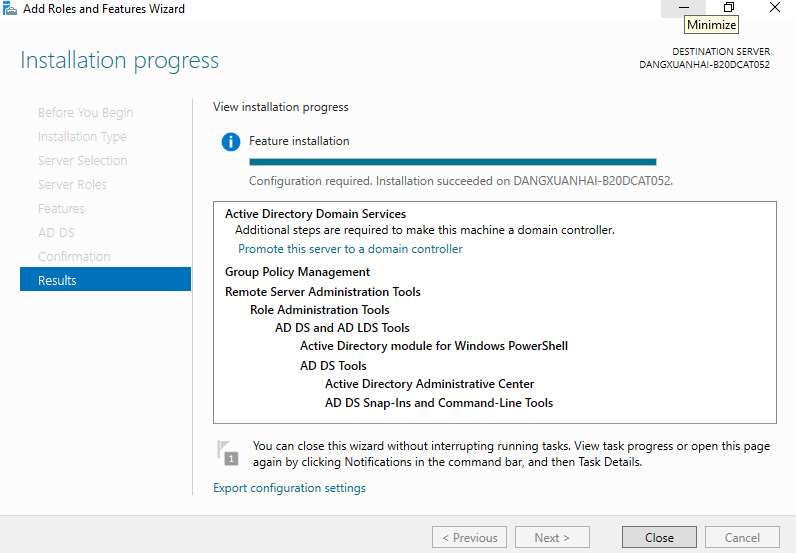 Add Roles and Features Wizard
Minimize
Installation progress
DESTINATION SERVER
DANGXUANHAI-B20DCAT052
Before You Begin
Installation Type
Server Selection
Server Roles
Features
AD DS
Confirmation
Results
View installation progress
Feature installation
Configuration required. Installation succeeded on DANGXUANHAI-B20DCAT052.
Active Directory Domain Services
Additional steps are required to make this machine a domain controller.
Promote this server to a domain controller
Group Policy Management
Remote Server Administration Tools
Role Administration Tools
AD DS and AD LDS Tools
Active Directory module for Windows PowerShell
AD DS Tools
Active Directory Administrative Center
AD DS Snap-Ins and Command-Line Tools
1
You can close this wizard without interrupting running tasks. View task progress or open this page
again by clicking Notifications in the command bar, and then Task Details.
Export configuration settings
< Previous
Next >
Close
Cancel